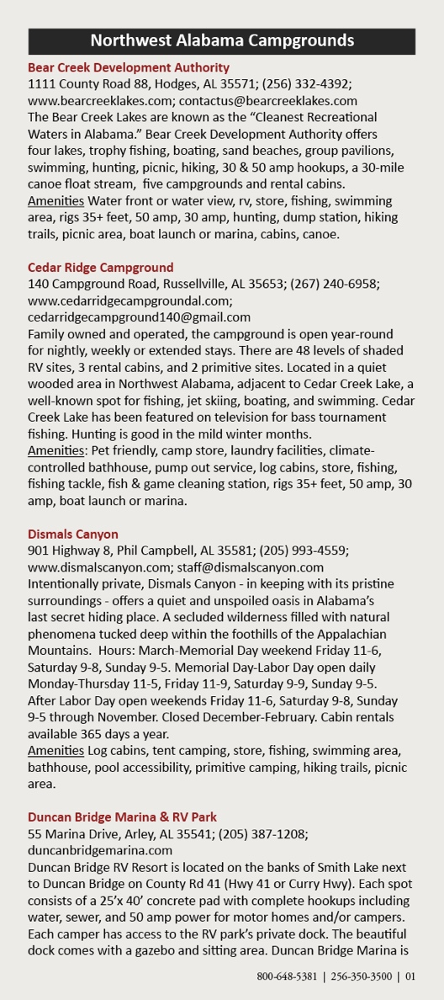 Northwest Alabama Campgrounds
Bear Creek Development Authority
1111 County Road 88, Hodges, AL 35571; (256) 332-4392;
www.bearcreeklakes.com; contactus@bearcreeklakes.com
The Bear Creek Lakes are known as the “Cleanest Recreational
Waters in Alabama.” Bear Creek Development Authority offers
four lakes, trophy fishing, boating, sand beaches, group pavilions,
swimming, hunting, picnic, hiking, 30 & 50 amp hookups, a 30-mile
canoe float stream,  five campgrounds and rental cabins.
Amenities Water front or water view, rv, store, fishing, swimming
area, rigs 35+ feet, 50 amp, 30 amp, hunting, dump station, hiking
trails, picnic area, boat launch or marina, cabins, canoe.
Cedar Ridge Campground
140 Campground Road, Russellville, AL 35653; (267) 240-6958;
www.cedarridgecampgroundal.com;
cedarridgecampground140@gmail.com
Family owned and operated, the campground is open year-round
for nightly, weekly or extended stays. There are 48 levels of shaded
RV sites, 3 rental cabins, and 2 primitive sites. Located in a quiet
wooded area in Northwest Alabama, adjacent to Cedar Creek Lake, a
well-known spot for fishing, jet skiing, boating, and swimming. Cedar
Creek Lake has been featured on television for bass tournament
fishing. Hunting is good in the mild winter months.
Amenities: Pet friendly, camp store, laundry facilities, climate-
controlled bathhouse, pump out service, log cabins, store, fishing,
fishing tackle, fish & game cleaning station, rigs 35+ feet, 50 amp, 30
amp, boat launch or marina.
Dismals Canyon
901 Highway 8, Phil Campbell, AL 35581; (205) 993-4559;
www.dismalscanyon.com; staff@dismalscanyon.com
Intentionally private, Dismals Canyon - in keeping with its pristine
surroundings - offers a quiet and unspoiled oasis in Alabama’s
last secret hiding place. A secluded wilderness filled with natural
phenomena tucked deep within the foothills of the Appalachian
Mountains.  Hours: March-Memorial Day weekend Friday 11-6,
Saturday 9-8, Sunday 9-5. Memorial Day-Labor Day open daily
Monday-Thursday 11-5, Friday 11-9, Saturday 9-9, Sunday 9-5.
After Labor Day open weekends Friday 11-6, Saturday 9-8, Sunday
9-5 through November. Closed December-February. Cabin rentals
available 365 days a year.
Amenities Log cabins, tent camping, store, fishing, swimming area,
bathhouse, pool accessibility, primitive camping, hiking trails, picnic
area.
Duncan Bridge Marina & RV Park
55 Marina Drive, Arley, AL 35541; (205) 387-1208;
duncanbridgemarina.com
Duncan Bridge RV Resort is located on the banks of Smith Lake next
to Duncan Bridge on County Rd 41 (Hwy 41 or Curry Hwy). Each spot
consists of a 25’x 40’ concrete pad with complete hookups including
water, sewer, and 50 amp power for motor homes and/or campers.
Each camper has access to the RV park’s private dock. The beautiful
dock comes with a gazebo and sitting area. Duncan Bridge Marina is
800-648-5381 | 256-350-3500 | 01